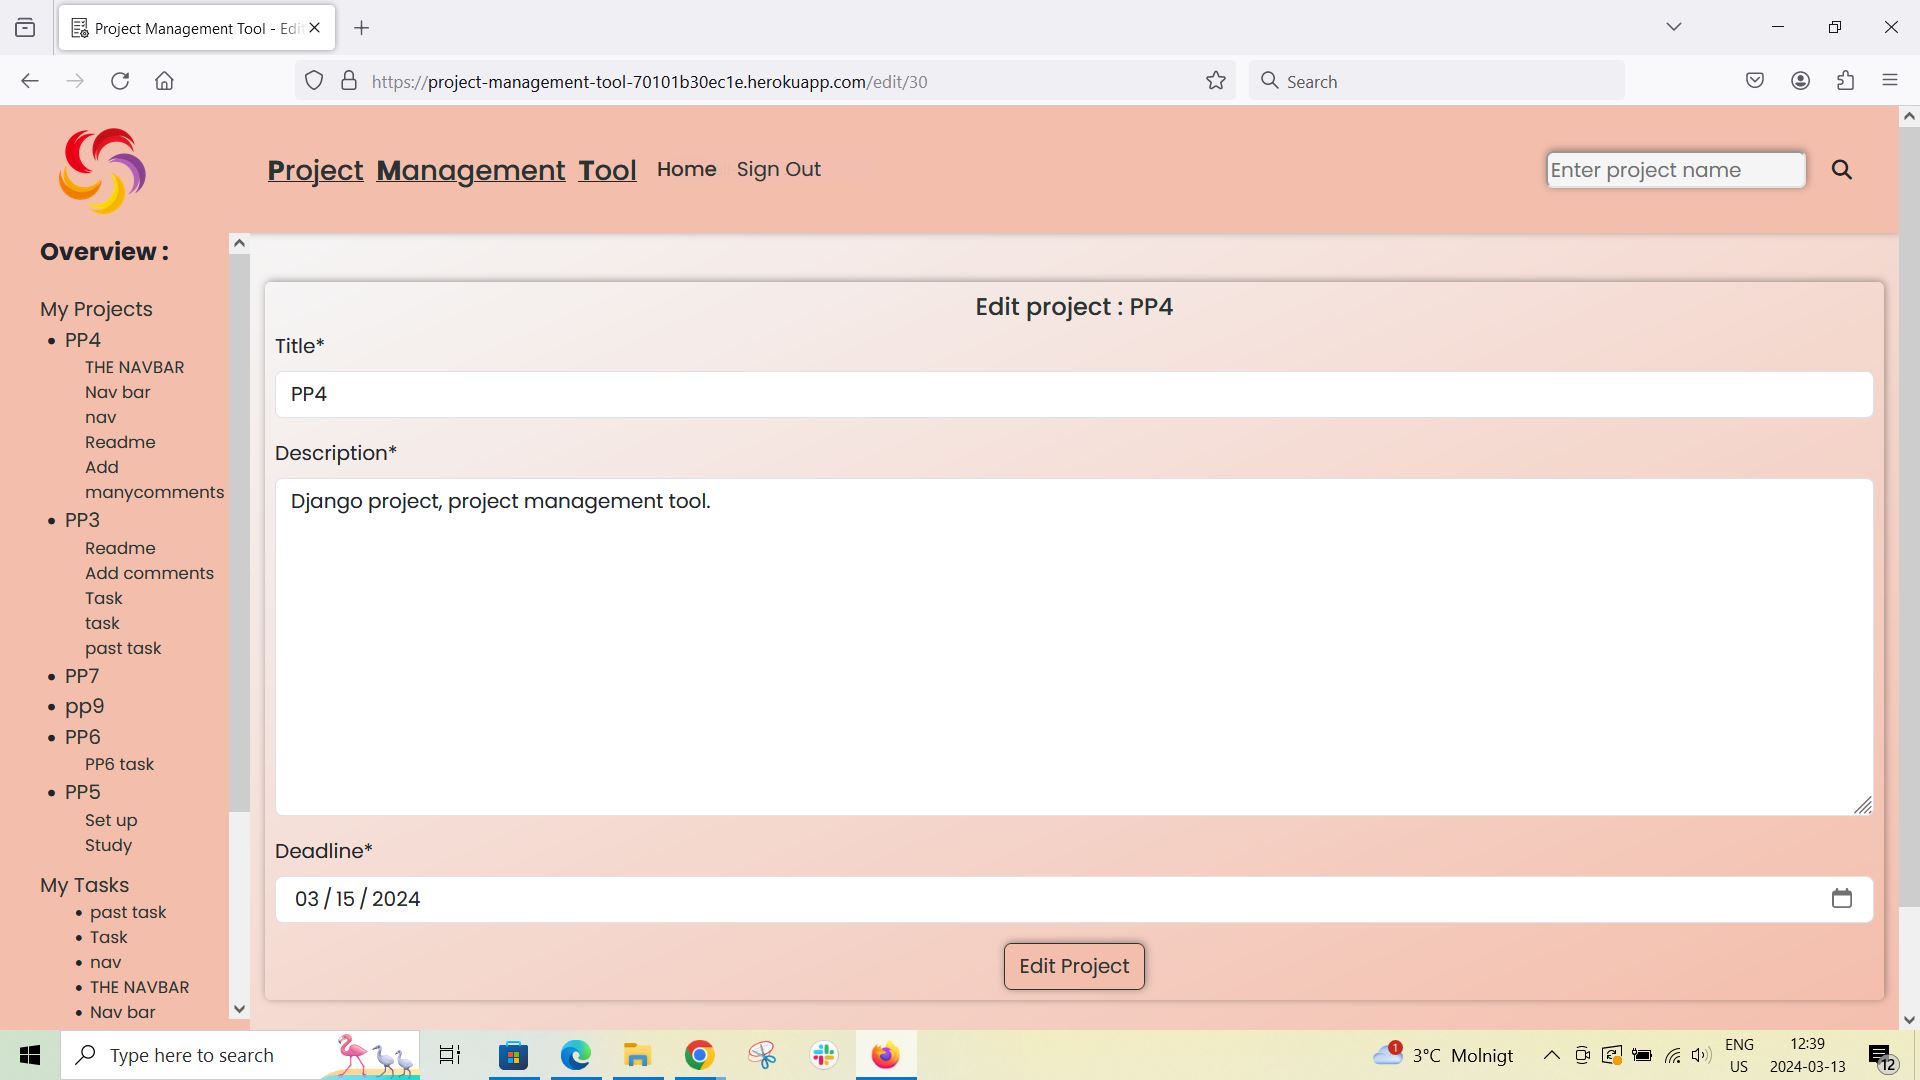 Project Management Tool - Edi
https://project-management-tool-70101b30ec1e.herokuapp.com/edit/30
Search
Project Management Tool
Home
Sign Out
Enter project name
Overview :
My Projects
PP4
THE NAVBAR
Nav bar
nav
Readme
Add
manycomments
PP3
Readme
Add comments
Task
task
past task
PP7
pp9
PP6
PP6 task
PP5
Set up
Study
My Tasks
past task
Task
nav
THE NAVBAR
Nav bar
Edit project : PP4
Title*
PP4
Description*
Django project, project management tool.
Deadline*
03 / 15 / 2024
Edit Project
Type here to search
1
3°C Molnigt
ENG
US
12:39
2024-03-13
12